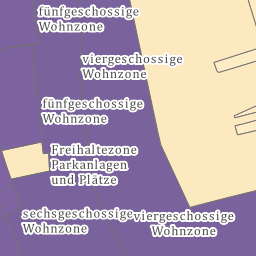 fünfgeschossige
Wohnzone
viergeschossige
Wohnzone
fünfgeschossige
Wohnzone
Freihaltezone
Parkanlagen
und Plätze
sechsgeschossige
Wohnzone
viergeschossige
Wohnzone